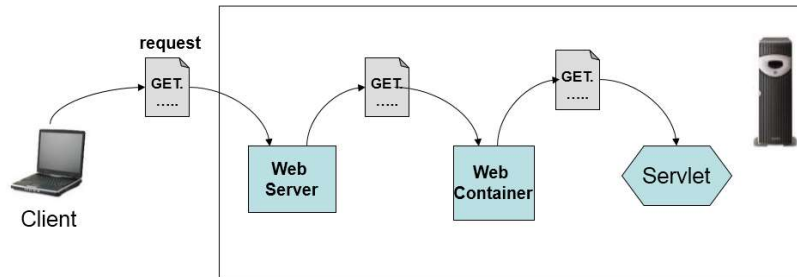 request
GET.
.....
GET.
.....
GET.
.....
Web
Server
Web
Container
Servlet
Client